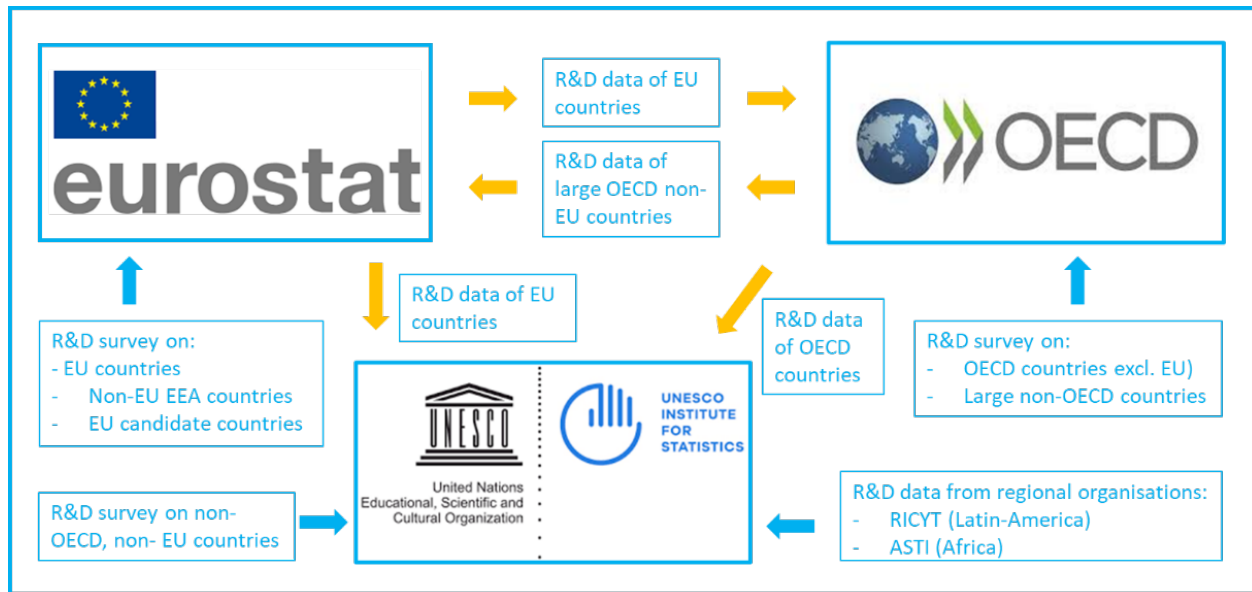 eurostat
R&D data of EU
countries
OECD
R&D data of
large OECD non-
EU countries
R&D data of EU
countries
R&D data
of OECD
countries
R&D survey on:
- EU countries
- Non-EU EEA countries
- EU candidate countries
R&D survey on:
- OECD countries excl. EU)
- Large non-OECD countries
UNESCO
United Nations
Educational, Scientific and
Cultural Organization
UNESCO
INSTITUTE
FOR
STATISTICS
R&D survey on non-
OECD, non- EU countries
R&D data from regional organisations:
- RICYT (Latin-America)
- ASTI (Africa)